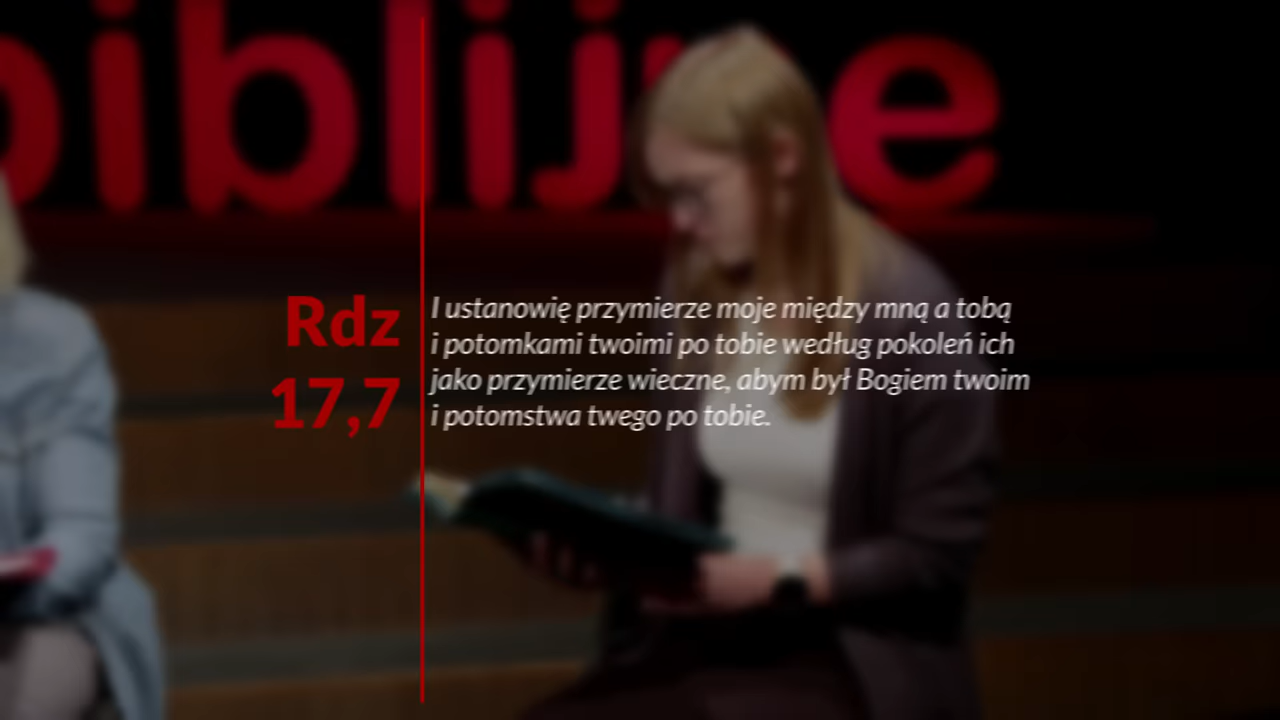 biblijne
Rdz
17,7
I ustanowię przymierze moje między mną a tobą
i potomkami twoimi po tobie według pokoleń ich
jako przymierze wieczne, abym był Bogiem twoim
i potomstwa twego po tobie.